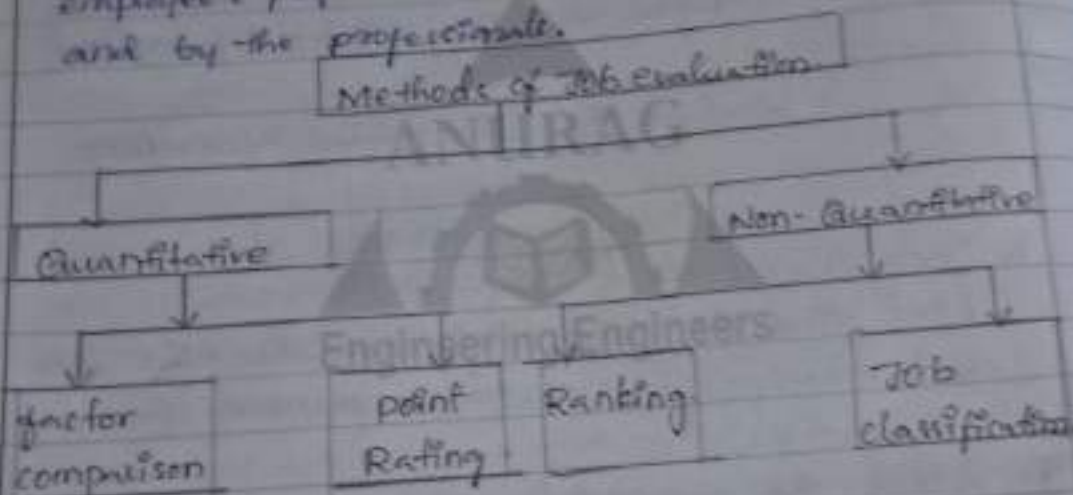 and by the professionals.
Methods of Job evaluation
ANURAG
Quantitative
Non-Quantitative
Engineering Engineers
factor
comparison
point
Rating
Ranking
Job
classification